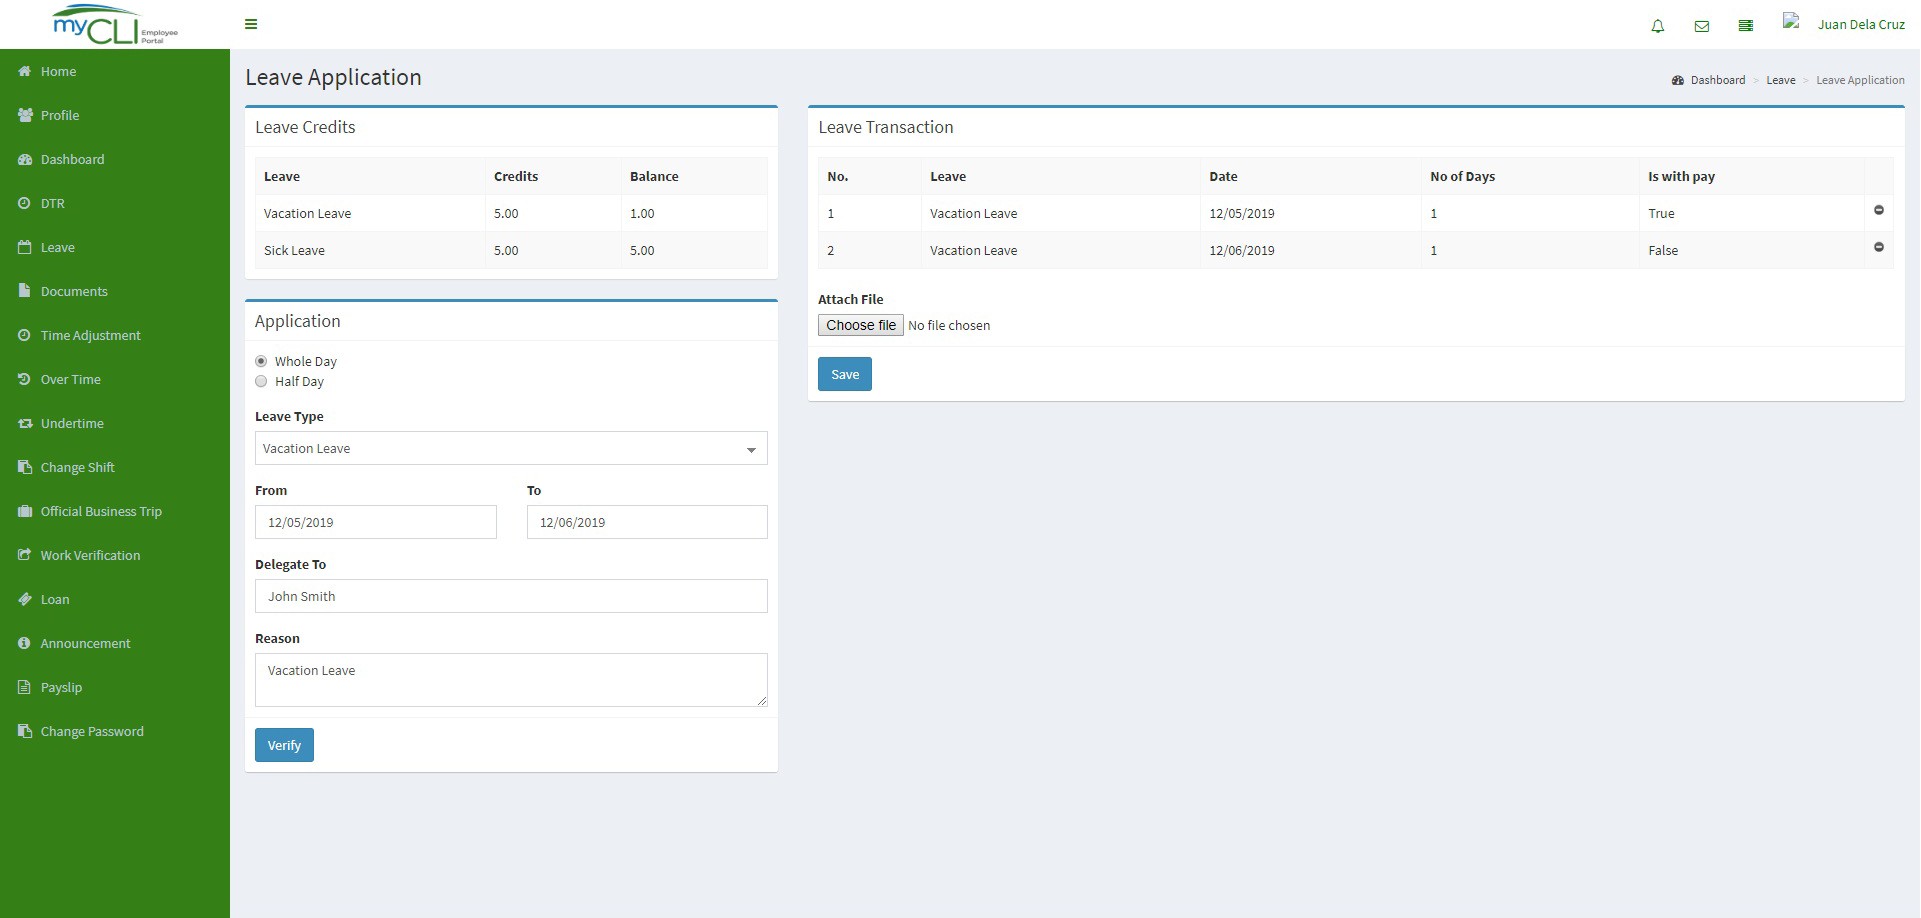 myCLI Employee Portal
Juan Dela Cruz
Home
Profile
Dashboard
DTR
Leave
Documents
Time Adjustment
Over Time
Undertime
Change Shift
Official Business Trip
Work Verification
Loan
Announcement
Payslip
Change Password
Leave Application
Dashboard > Leave > Leave Application
Leave Credits
Leave Credits Balance
Vacation Leave 5.00 1.00
Sick Leave 5.00 5.00
Application
Whole Day
Half Day
Leave Type
Vacation Leave
From To
12/05/2019 12/06/2019
Delegate To
John Smith
Reason
Vacation Leave
Verify
Leave Transaction
No. Leave Date No of Days Is with pay
1 Vacation Leave 12/05/2019 1 True
2 Vacation Leave 12/06/2019 1 False
Attach File
Choose file No file chosen
Save